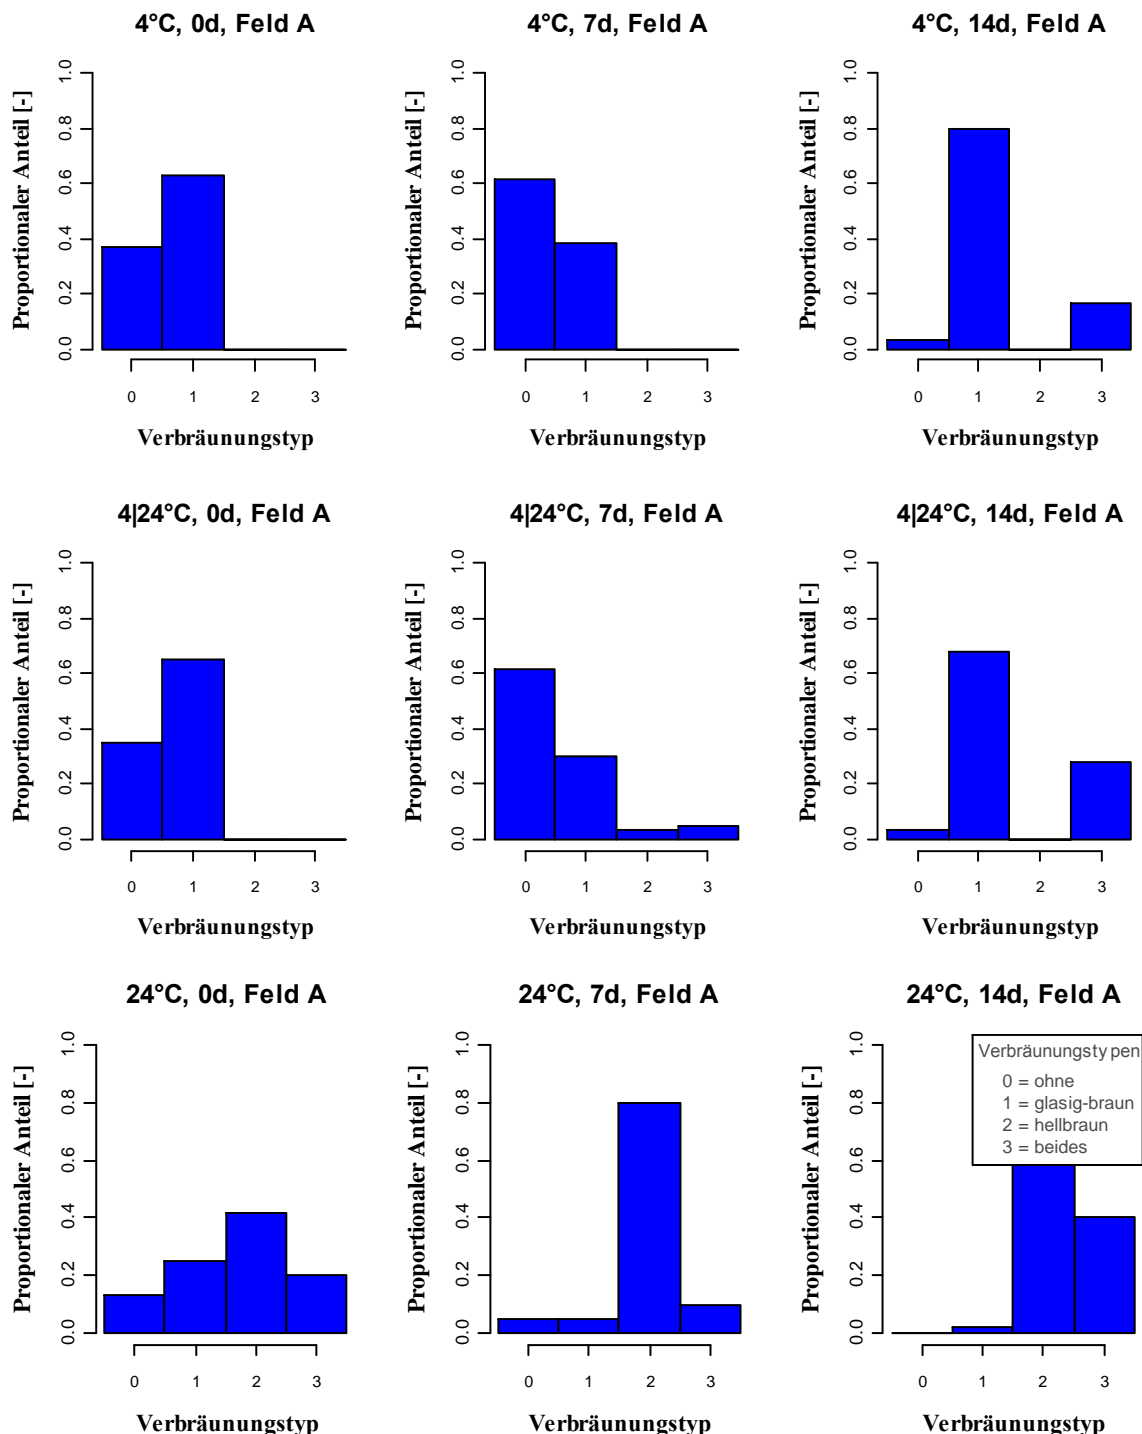 4°C, 0d, Feld A
4°C, 7d, Feld A
4°C, 14d, Feld A
Proportionaler Anteil [-]
0.0 0.2 0.4 0.6 0.8 1.0
0 1 2 3
Verbräunungstyp
Proportionaler Anteil [-]
0.0 0.2 0.4 0.6 0.8 1.0
0 1 2 3
Verbräunungstyp
Proportionaler Anteil [-]
0.0 0.2 0.4 0.6 0.8 1.0
0 1 2 3
Verbräunungstyp
4|24°C, 0d, Feld A
4|24°C, 7d, Feld A
4|24°C, 14d, Feld A
Proportionaler Anteil [-]
0.0 0.2 0.4 0.6 0.8 1.0
0 1 2 3
Verbräunungstyp
Proportionaler Anteil [-]
0.0 0.2 0.4 0.6 0.8 1.0
0 1 2 3
Verbräunungstyp
Proportionaler Anteil [-]
0.0 0.2 0.4 0.6 0.8 1.0
0 1 2 3
Verbräunungstyp
24°C, 0d, Feld A
24°C, 7d, Feld A
24°C, 14d, Feld A
Proportionaler Anteil [-]
0.0 0.2 0.4 0.6 0.8 1.0
0 1 2 3
Verbräunungstyp
Proportionaler Anteil [-]
0.0 0.2 0.4 0.6 0.8 1.0
0 1 2 3
Verbräunungstyp
Proportionaler Anteil [-]
0.0 0.2 0.4 0.6 0.8 1.0
Verbräunungstypen
0 = ohne
1 = glasig-braun
2 = hellbraun
3 = beides
0 1 2 3
Verbräunungstyp